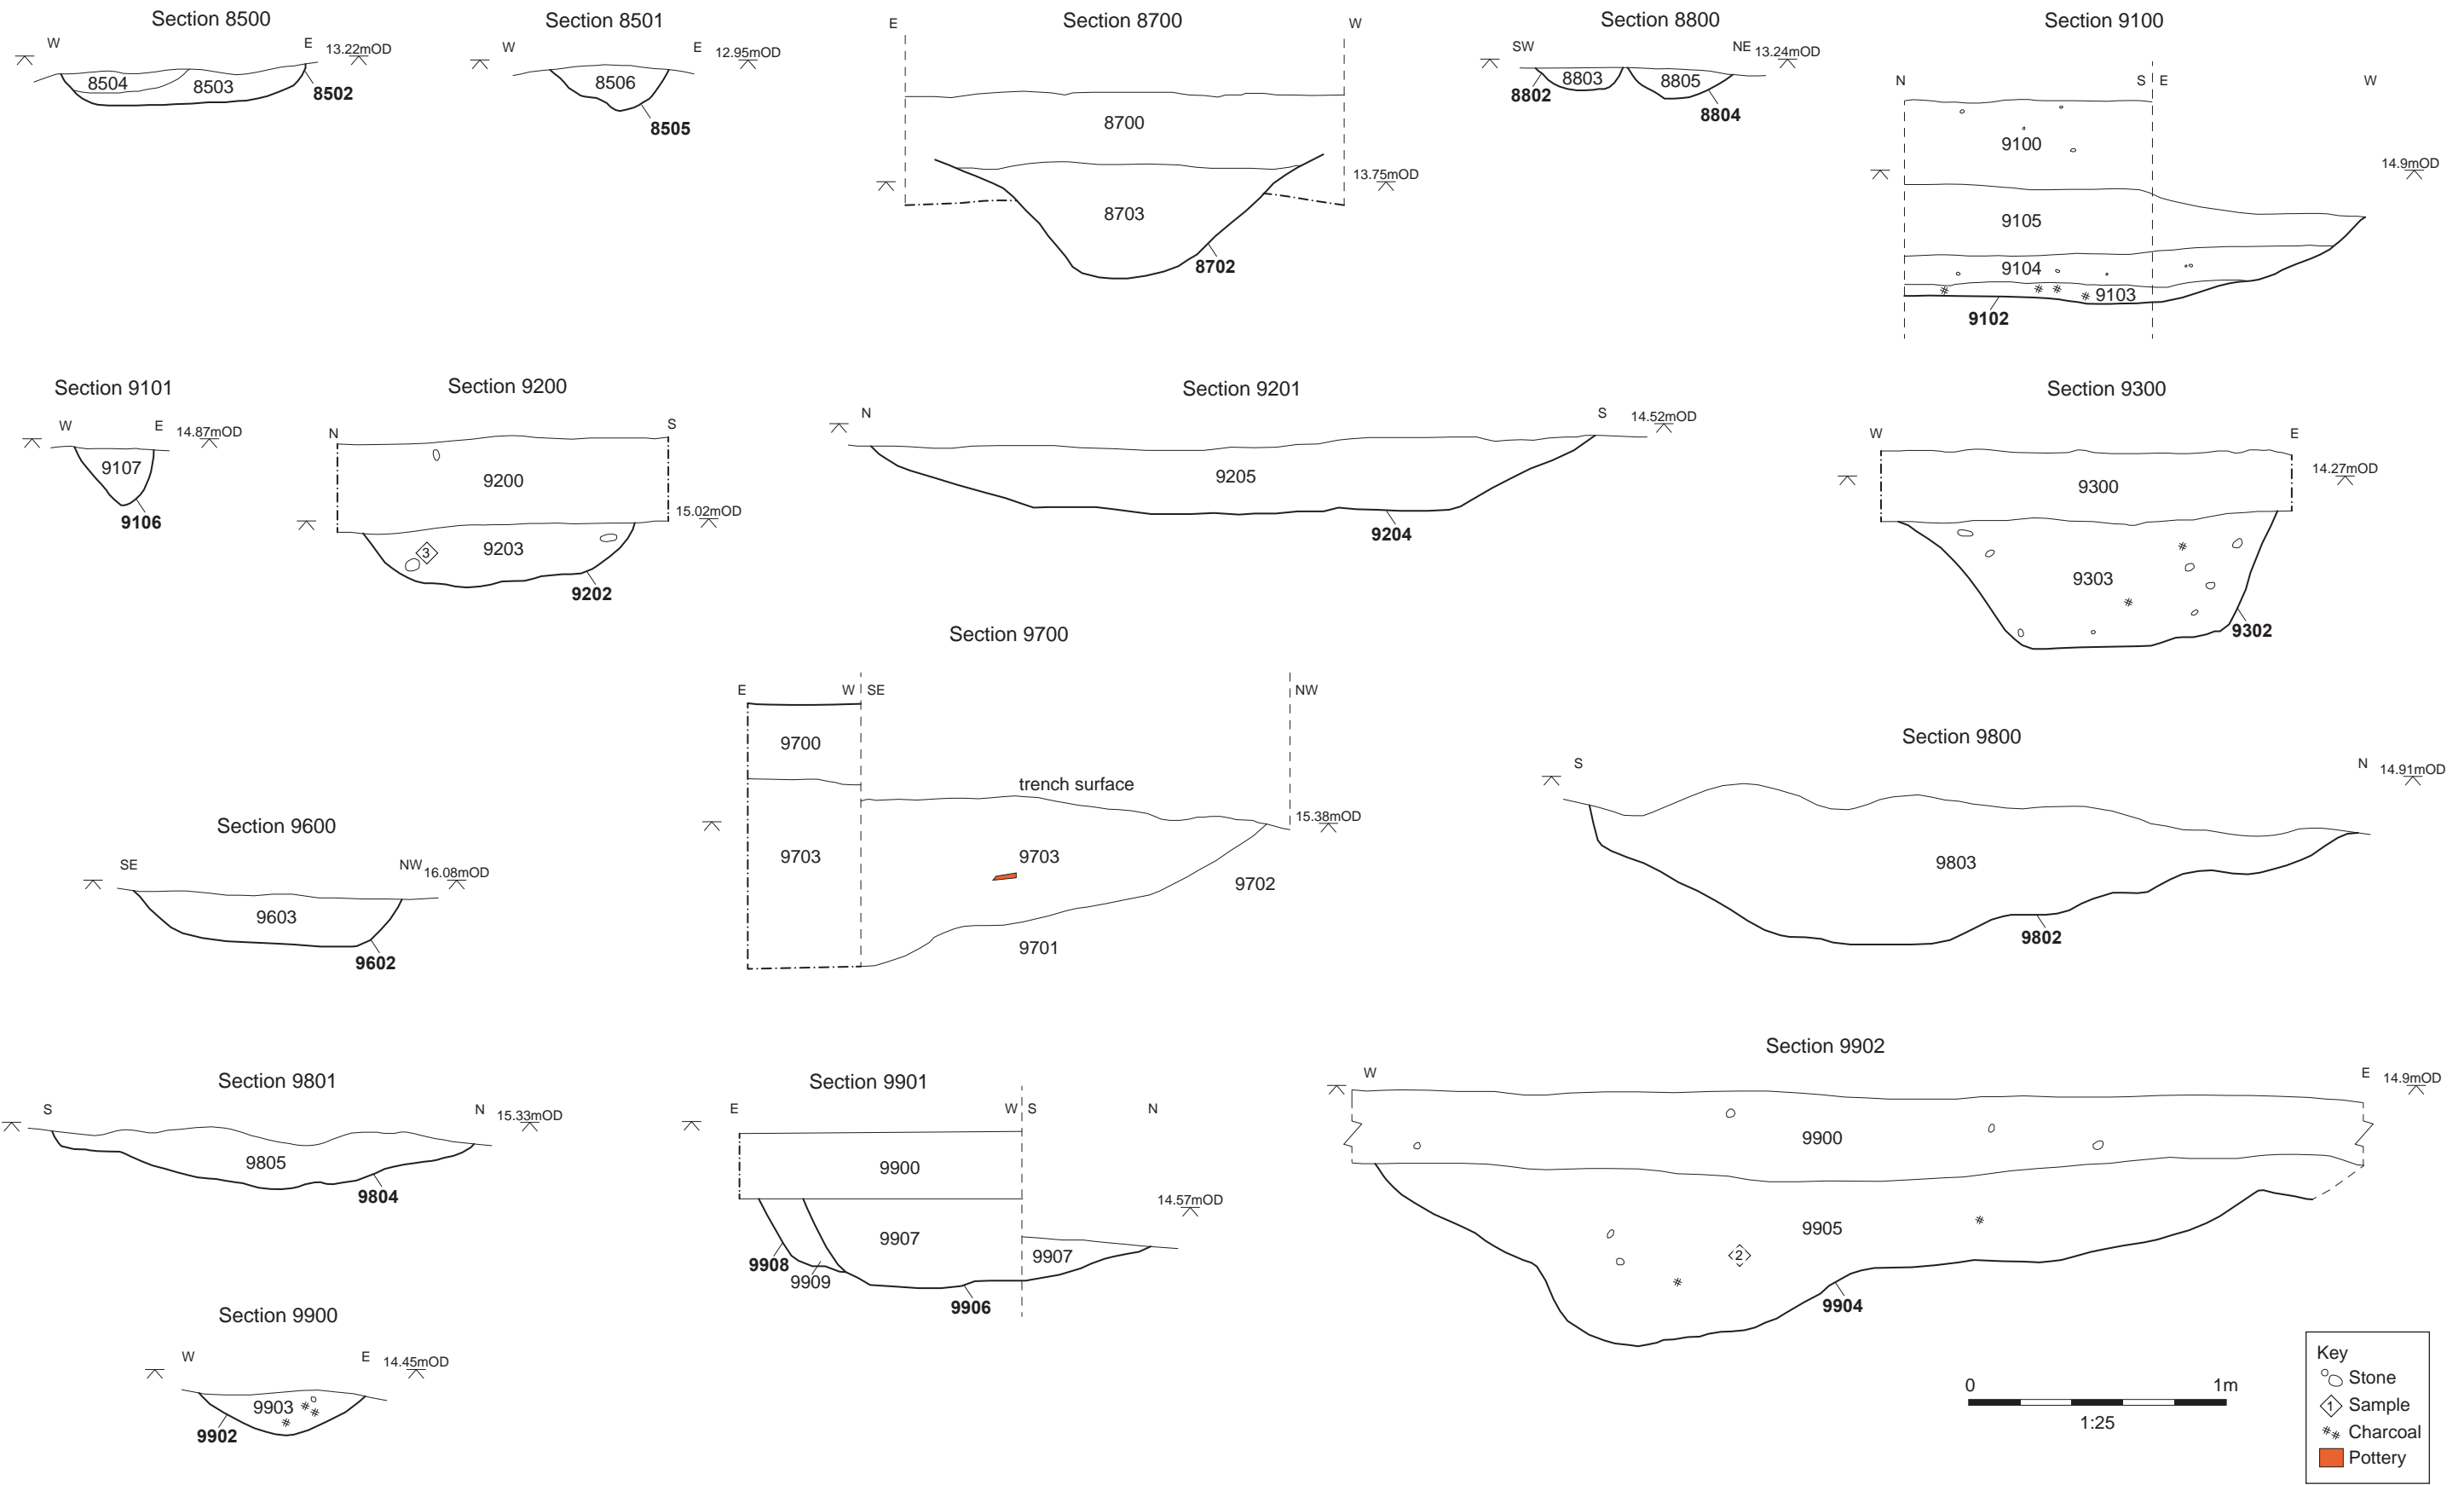 Section 8500
W
E
13.22mOD
8504
8503
8502
Section 8501
W
E
12.95mOD
8506
8505
Section 8700
E
W
8700
13.75mOD
8703
8702
Section 8800
SW
NE
13.24mOD
8803
8805
8802
8804
Section 9100
N
S
E
W
9100
14.9mOD
9105
9104
9103
9102
Section 9101
W
E
14.87mOD
9107
9106
Section 9200
N
S
9200
15.02mOD
9203
3
9202
Section 9201
N
S
14.52mOD
9205
9204
Section 9300
W
E
14.27mOD
9300
9303
9302
Section 9600
SE
NW
16.08mOD
9603
9602
Section 9700
E
W
SE
NW
9700
trench surface
15.38mOD
9703
9703
9702
9701
Section 9800
S
N
14.91mOD
9803
9802
Section 9801
S
N
15.33mOD
9805
9804
Section 9901
E
W
S
N
9900
14.57mOD
9907
9907
9908
9909
9906
Section 9902
W
E
14.9mOD
9900
9905
2
9904
Section 9900
W
E
14.45mOD
9903
9902
0
1m
1:25
Key
Stone
1 Sample
Charcoal
Pottery